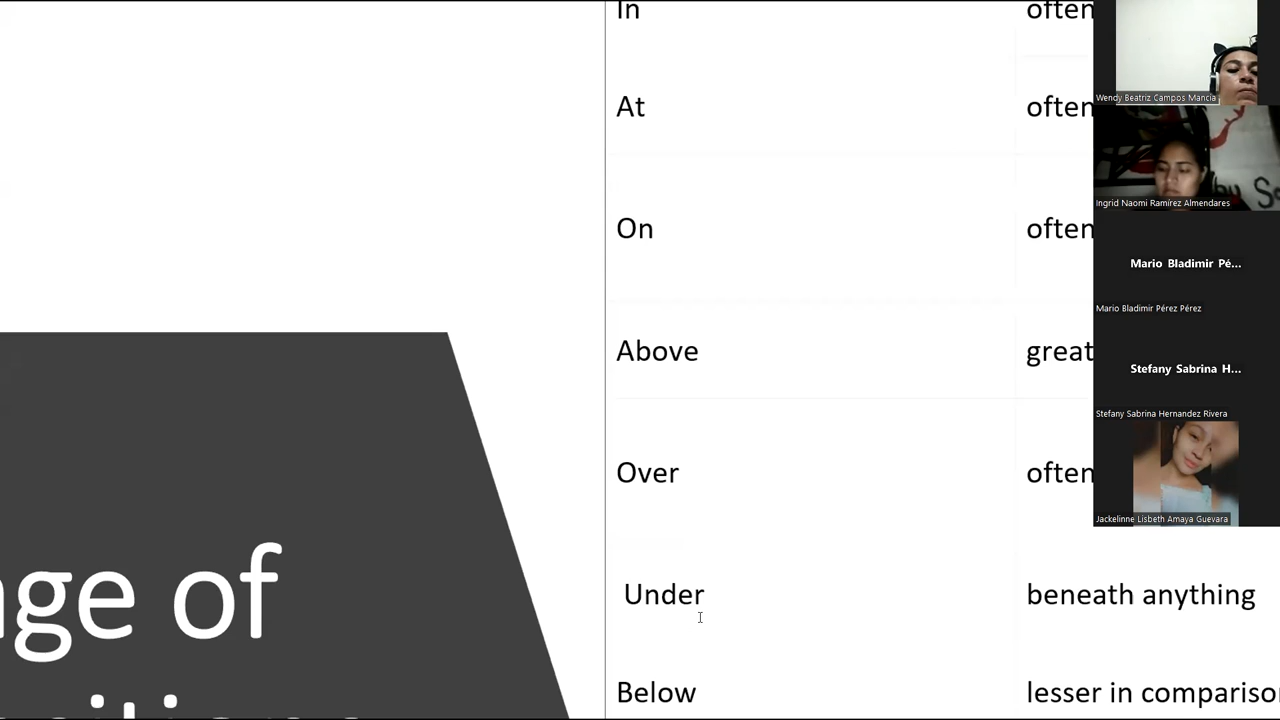 In
often
At
often
On
often
Above
great
Over
often
Under
beneath anything
Below
lesser in compariso
age of
Wendy Beatriz Campos Mancia
Ingrid Naomi Ramírez Almendares
Mario Bladimir Pé...
Mario Bladimir Pérez Pérez
Stefany Sabrina H...
Stefany Sabrina Hernandez Rivera
Jackelinne Lisbeth Amaya Guevara